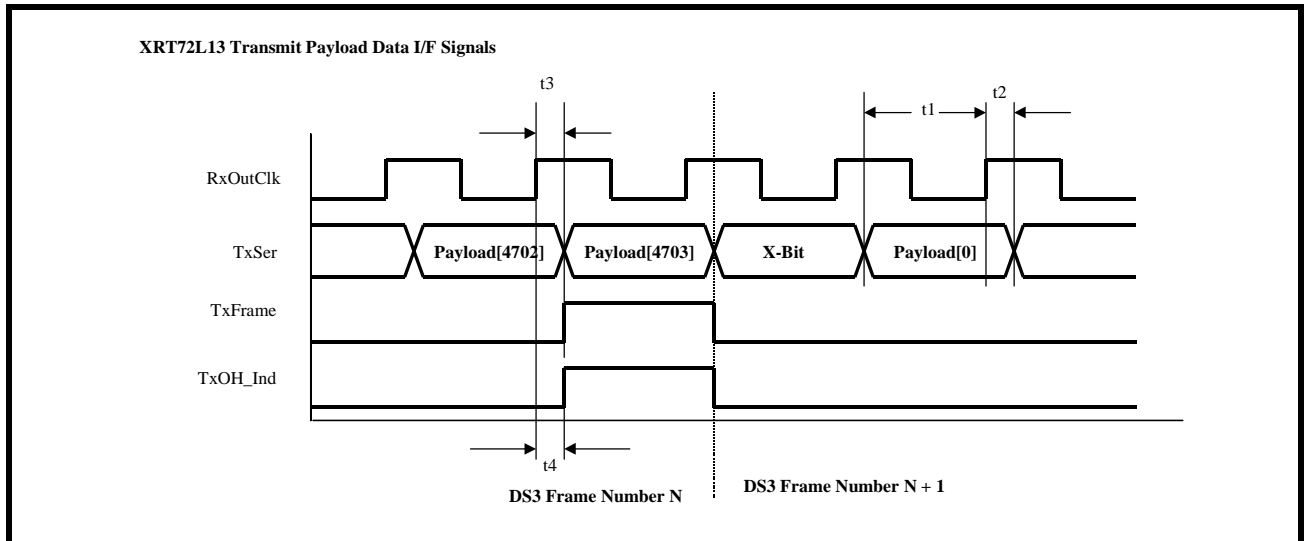 XRT72L13 Transmit Payload Data I/F Signals
t3
t2
t1
RxOutClk
TxSer
Payload[4702]
Payload[4703]
X-Bit
Payload[0]
TxFrame
TxOH_Ind
t4
DS3 Frame Number N
DS3 Frame Number N + 1